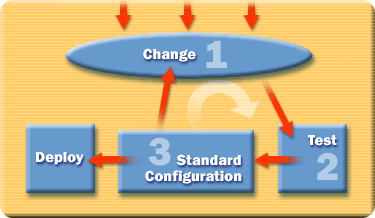 Change 1
Deploy
3 Standard
Configuration
Test
2